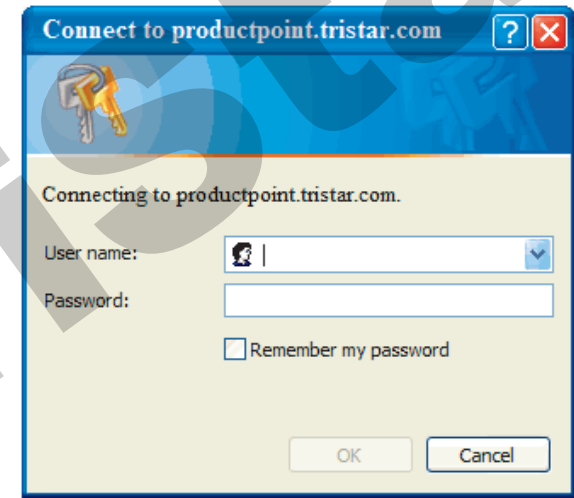 Connect to productpoint.tristar.com
Connecting to productpoint.tristar.com.
User name:
Password:
Remember my password
OK
Cancel